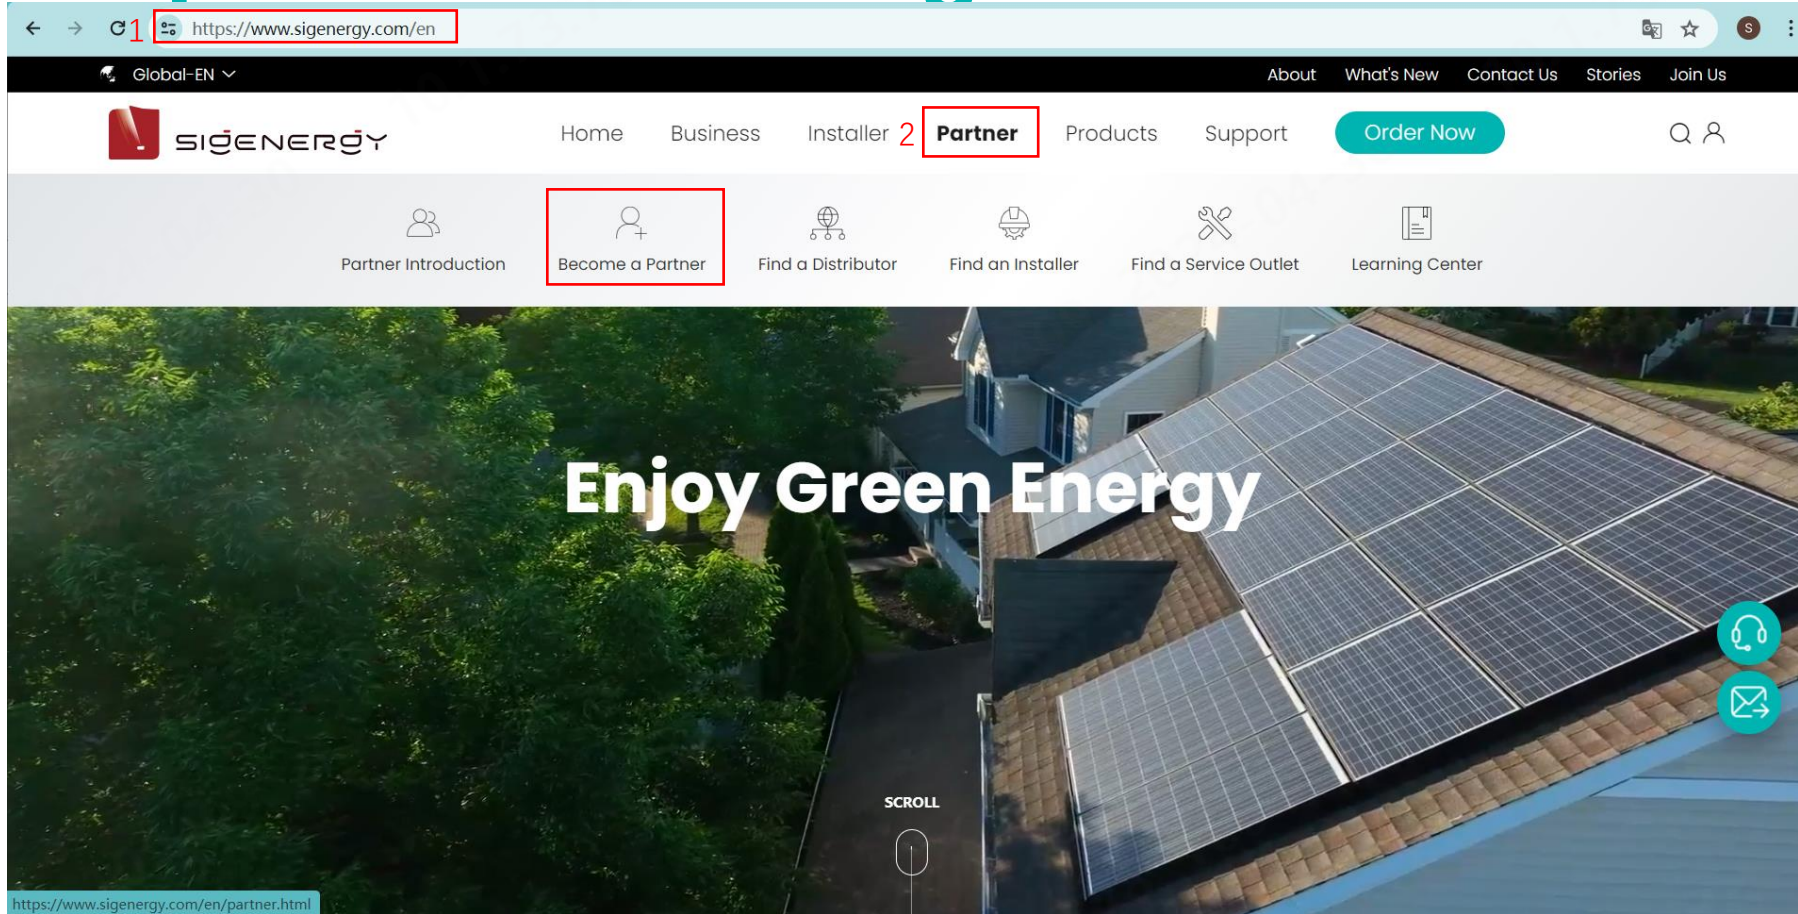 1 https://www.sigenergy.com/en S
Global-EN About What's New Contact Us Stories Join Us
SIGENERGY Home Business Installer 2 Partner Products Support Order Now
Partner Introduction Become a Partner Find a Distributor Find an Installer Find a Service Outlet Learning Center
Enjoy Green Energy
SCROLL
https://www.sigenergy.com/en/partner.html